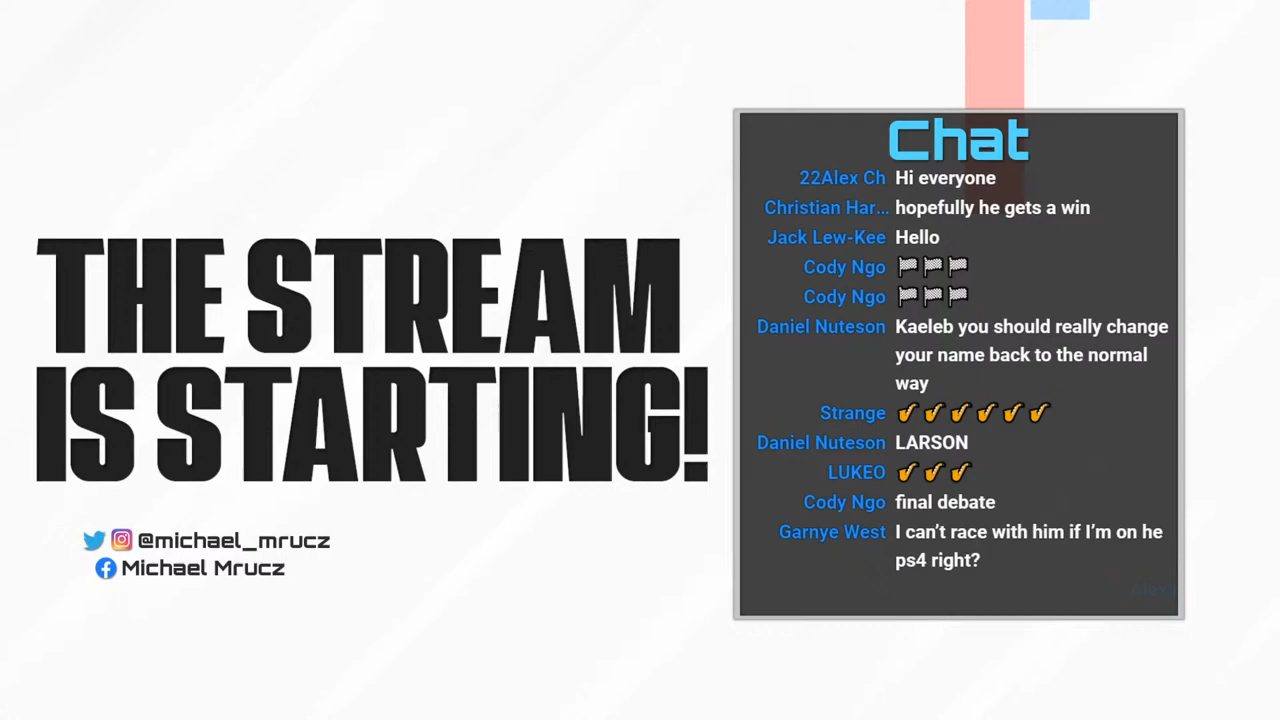 THE STREAM
IS STARTING!
@michael_mrucz
Michael Mrucz
Chat
22Alex Ch Hi everyone
Christian Har... hopefully he gets a win
Jack Lew-Kee Hello
Cody Ngo
Cody Ngo
Daniel Nuteson Kaeleb you should really change
your name back to the normal
way
Strange
Daniel Nuteson LARSON
LUKEO
Cody Ngo final debate
Garnye West I can’t race with him if I’m on he
ps4 right?